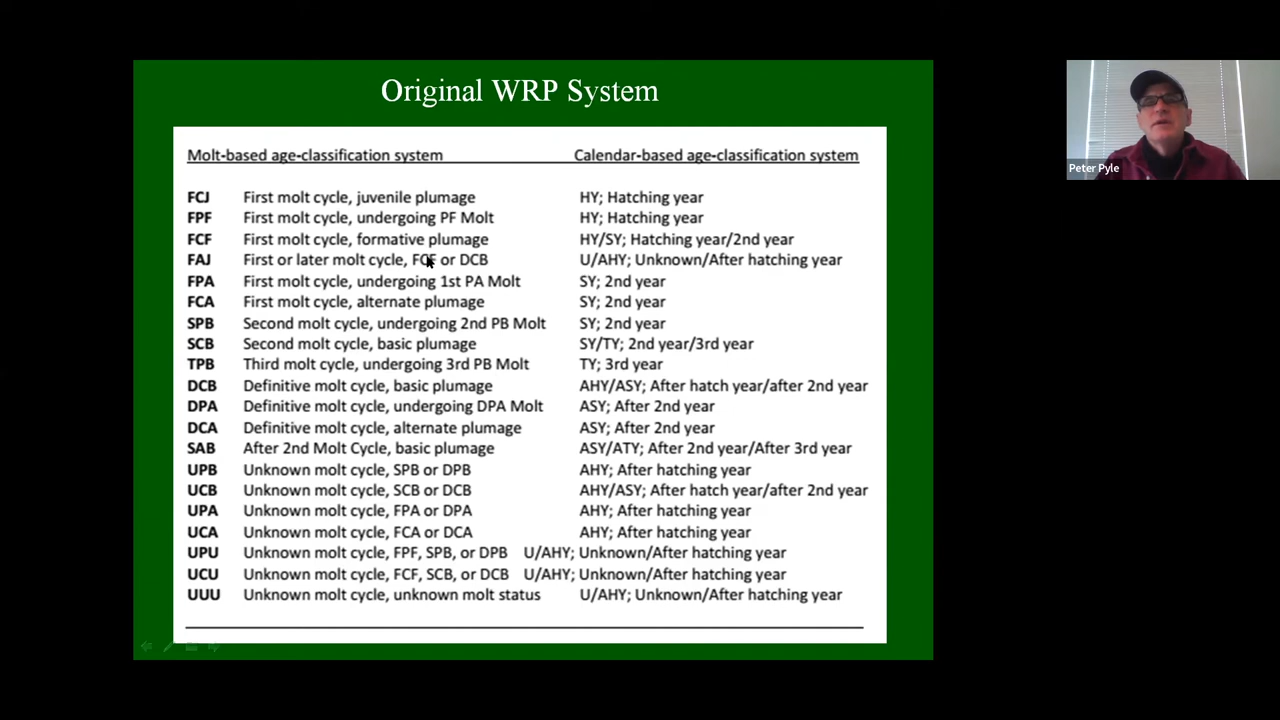 Original WRP System
Peter Pyle
Molt-based age-classification system Calendar-based age-classification system
FCJ First molt cycle, juvenile plumage HY; Hatching year
FPF First molt cycle, undergoing PF Molt HY; Hatching year
FCF First molt cycle, formative plumage HY/SY; Hatching year/2nd year
FAJ First or later molt cycle, FCF or DCB U/AHY; Unknown/After hatching year
FPA First molt cycle, undergoing 1st PA Molt SY; 2nd year
FCA First molt cycle, alternate plumage SY; 2nd year
SPB Second molt cycle, undergoing 2nd PB Molt SY; 2nd year
SCB Second molt cycle, basic plumage SY/TY; 2nd year/3rd year
TPB Third molt cycle, undergoing 3rd PB Molt TY; 3rd year
DCB Definitive molt cycle, basic plumage AHY/ASY; After hatch year/after 2nd year
DPA Definitive molt cycle, undergoing DPA Molt ASY; After 2nd year
DCA Definitive molt cycle, alternate plumage ASY; After 2nd year
SAB After 2nd Molt Cycle, basic plumage ASY/ATY; After 2nd year/After 3rd year
UPB Unknown molt cycle, SPB or DPB AHY; After hatching year
UCB Unknown molt cycle, SCB or DCB AHY/ASY; After hatch year/after 2nd year
UPA Unknown molt cycle, FPA or DPA AHY; After hatching year
UCA Unknown molt cycle, FCA or DCA AHY; After hatching year
UPU Unknown molt cycle, FPF, SPB, or DPB U/AHY; Unknown/After hatching year
UCU Unknown molt cycle, FCF, SCB, or DCB U/AHY; Unknown/After hatching year
UUU Unknown molt cycle, unknown molt status U/AHY; Unknown/After hatching year